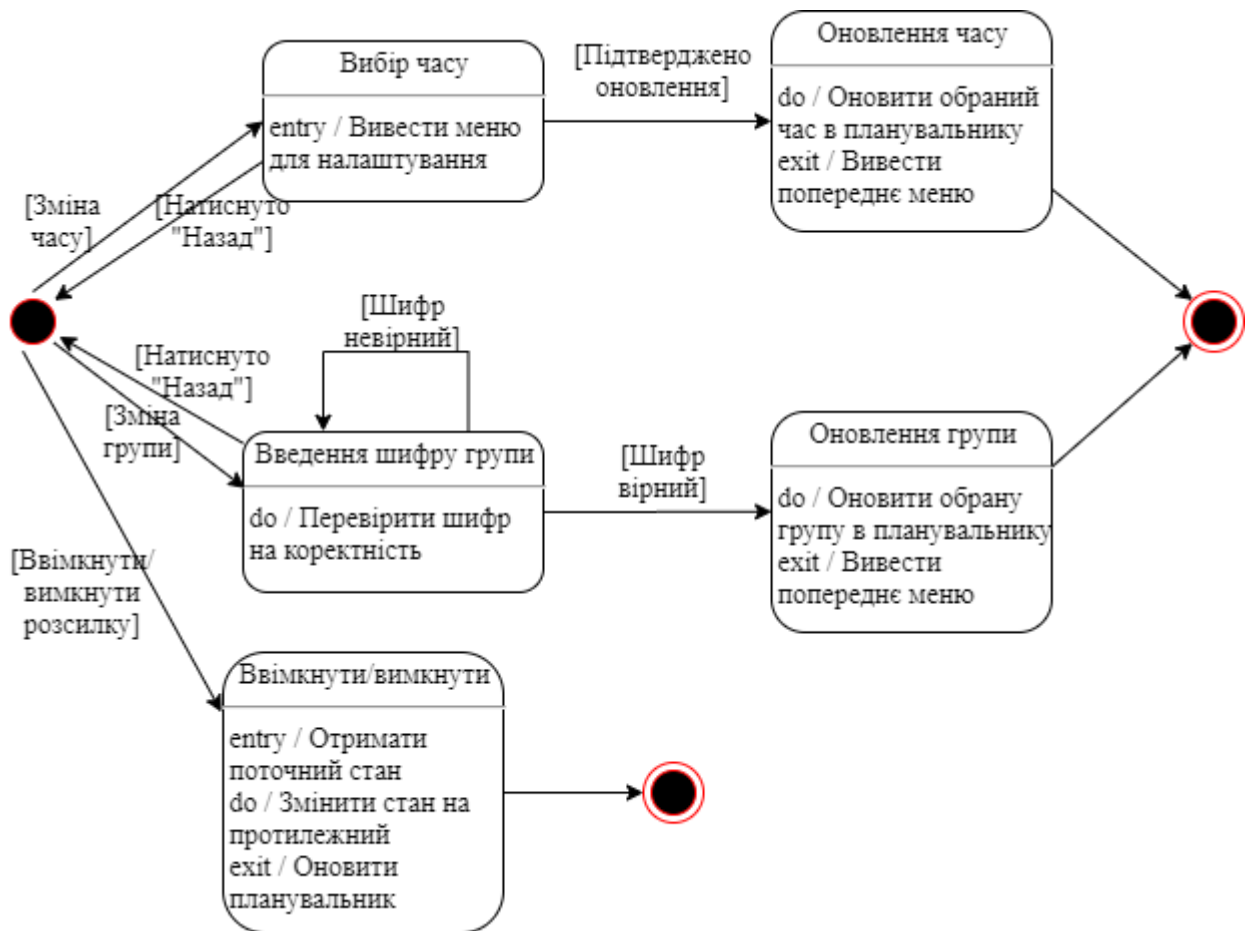 Вибір часу
entry / Вивести меню
для налаштування
[Підтверджено
оновлення]
Оновлення часу
do / Оновити обраний
час в планувальнику
exit / Вивести
попереднє меню
[Зміна
часу]
[Натиснуто
"Назад"]
[Шифр
невірний]
[Натиснуто
"Назад"]
[Зміна
групи]
Введення шифру групи
do / Перевірити шифр
на коректність
[Шифр
вірний]
Оновлення групи
do / Оновити обрану
групу в планувальнику
exit / Вивести
попереднє меню
[Ввімкнути/
вимкнути
розсилку]
Ввімкнути/вимкнути
entry / Отримати
поточний стан
do / Змінити стан на
протилежний
exit / Оновити
планувальник